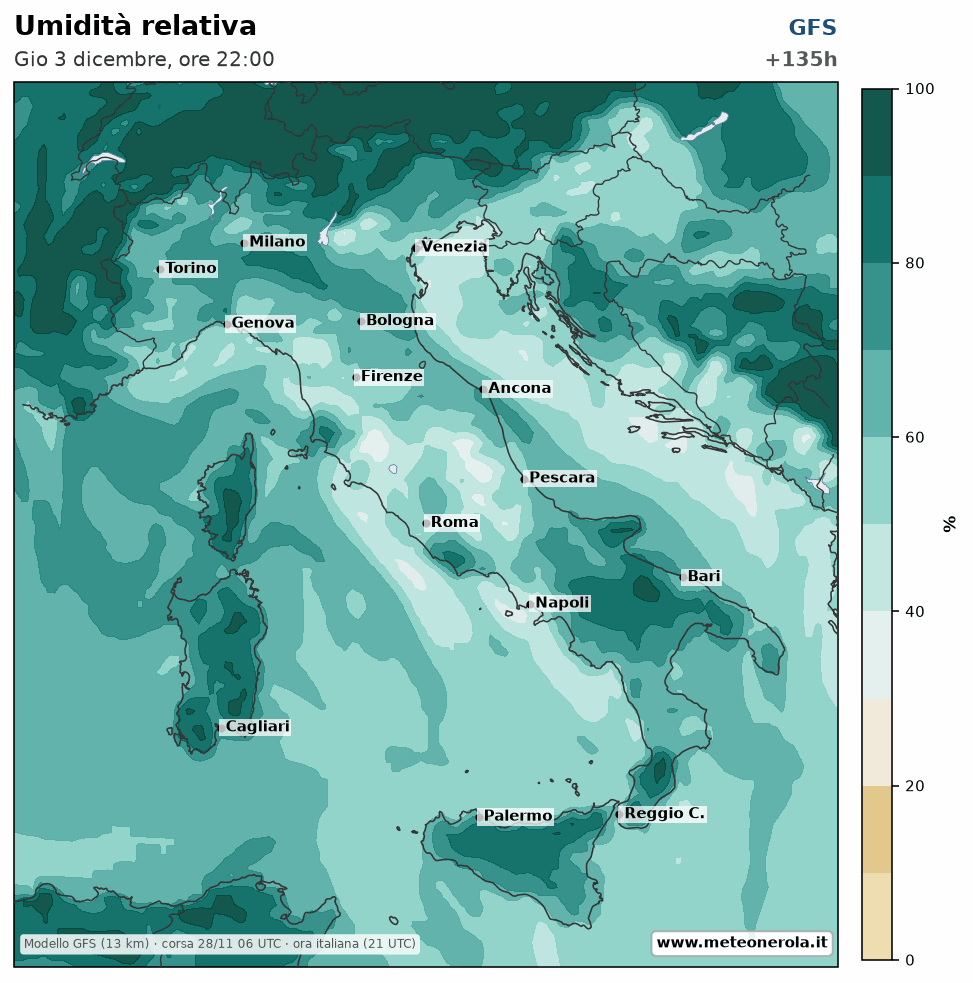 Umidità relativa
GFS
Gio 3 dicembre, ore 22:00
+135h
100
80
60
40
20
0
%
Milano
Venezia
Torino
Genova
Bologna
Firenze
Ancona
Pescara
Roma
Bari
Napoli
Cagliari
Palermo
Reggio C.
Modello GFS (13 km) · corsa 28/11 06 UTC · ora italiana (21 UTC)
www.meteonerola.it